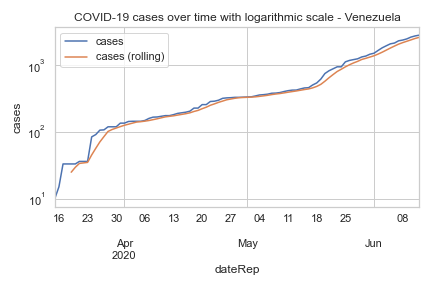 COVID-19 cases over time with logarithmic scale - Venezuela
cases
cases (rolling)
cases
10³
10²
10¹
16 23 30 06 13 20 27 04 11 18 25 08
Apr May Jun
2020
dateRep